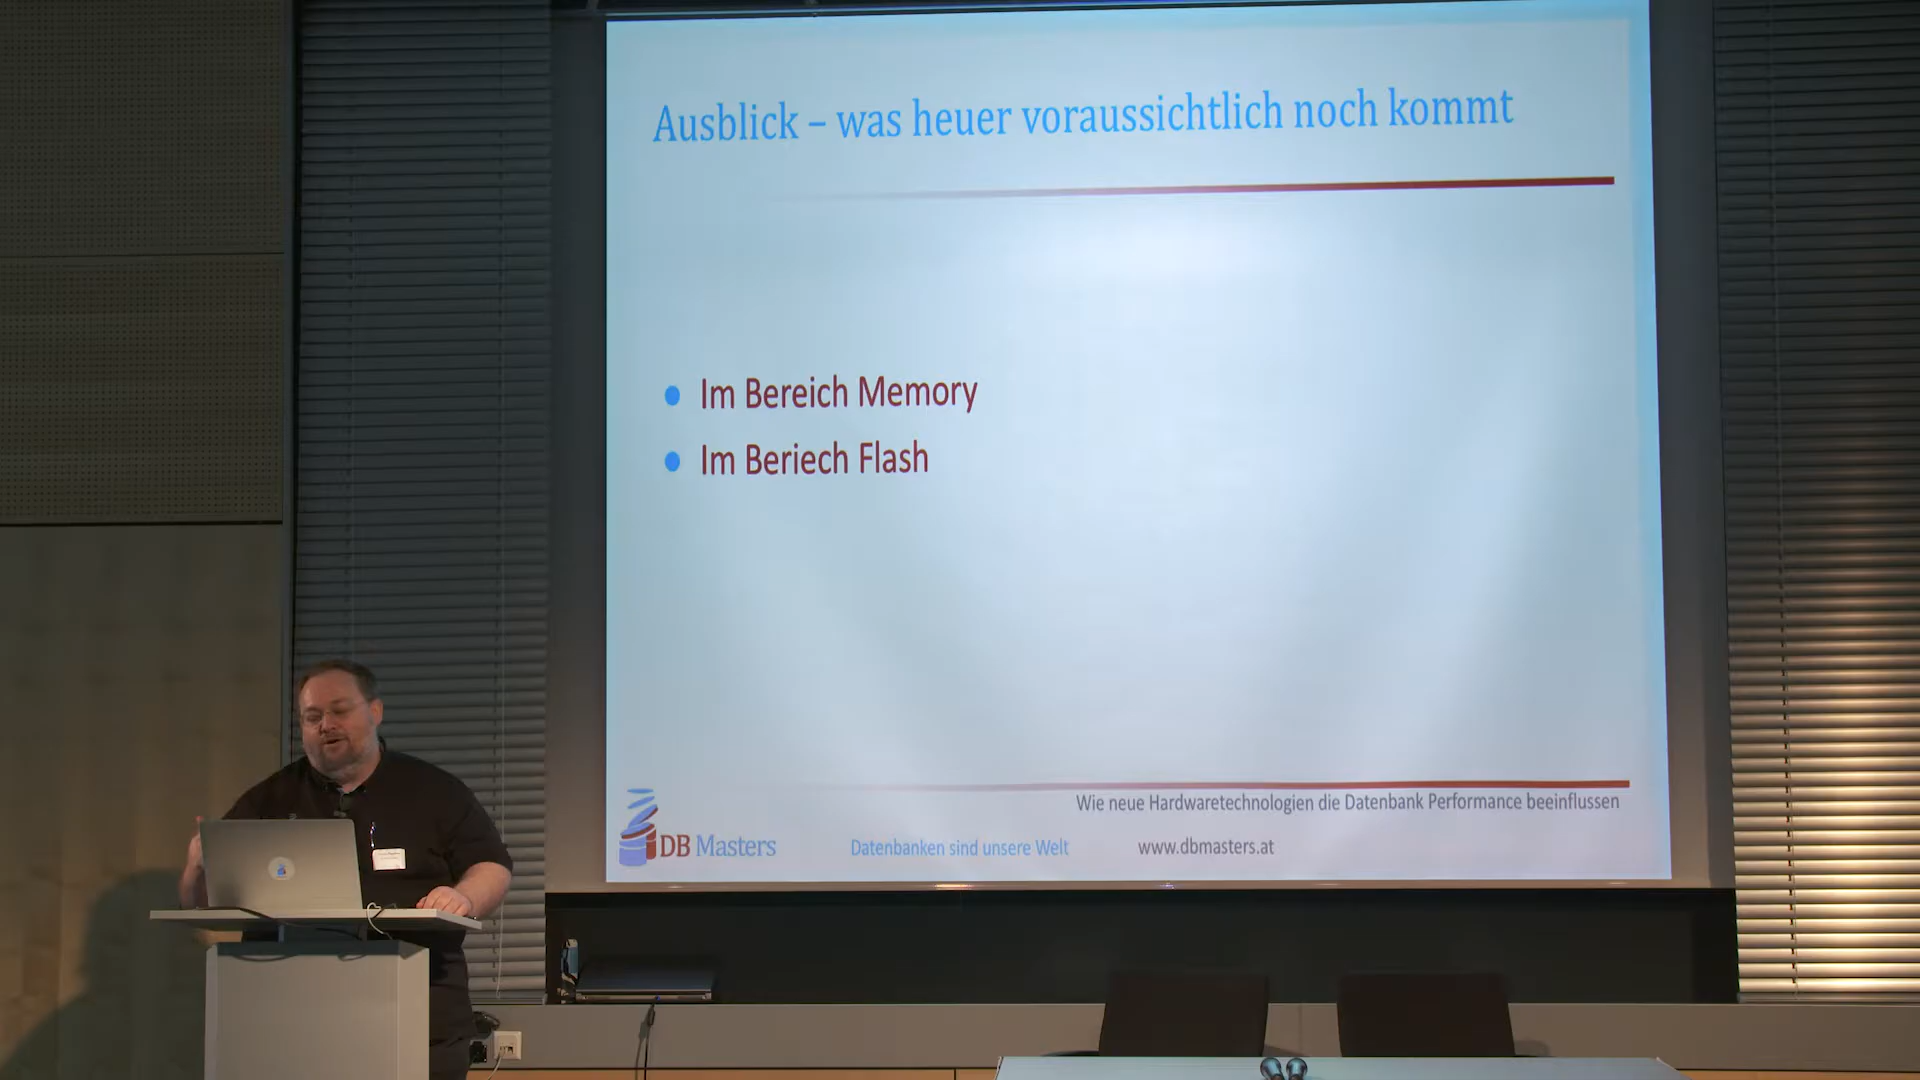 Ausblick – was heuer voraussichtlich noch kommt
Im Bereich Memory
Im Beriech Flash
Wie neue Hardwaretechnologien die Datenbank Performance beeinflussen
DB Masters
Datenbanken sind unsere Welt
www.dbmasters.at